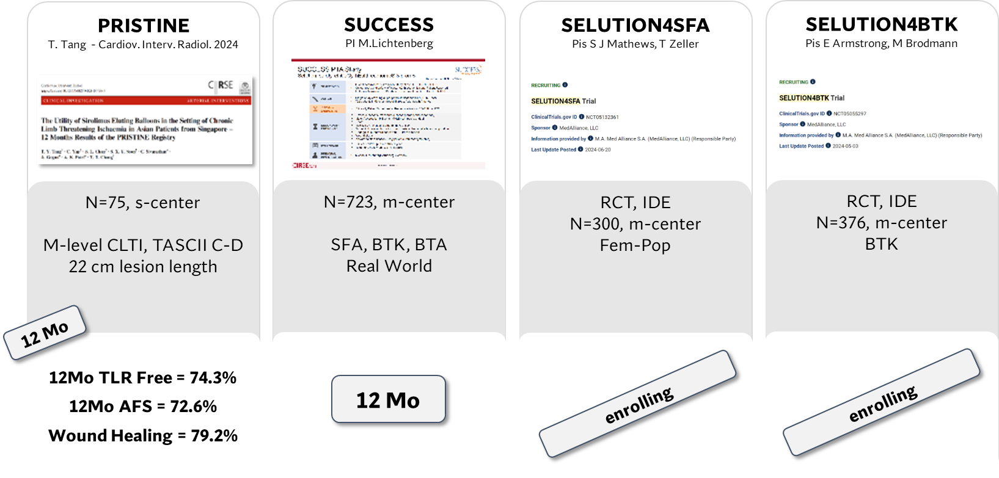 PRISTINE
T. Tang - Cardiov. Interv. Radiol. 2024
CIRSE
CLINICAL INVESTIGATION ARTERIAL INTERVENTIONS
The Utility of Sirolimus Eluting Balloons in the Setting of Chronic
Limb Threatening Ischaemia in Asian Patients from Singapore –
12 Months Results of the PRISTINE Registry
N=75, s-center
M-level CLTI, TASCII C-D
22 cm lesion length
12 Mo
12Mo TLR Free = 74.3%
12Mo AFS = 72.6%
Wound Healing = 79.2%
SUCCESS
PI M.Lichtenberg
SUCCESS PTA Study
SUCCESS
CIRSE
N=723, m-center
SFA, BTK, BTA
Real World
12 Mo
SELUTION4SFA
Pis S J Mathews, T Zeller
RECRUITING
SELUTION4SFA Trial
ClinicalTrials.gov ID NCT05132361
Sponsor MedAlliance, LLC
Information provided by M.A. Med Alliance S.A. (MedAlliance, LLC) (Responsible Party)
Last Update Posted 2024-06-20
RCT, IDE
N=300, m-center
Fem-Pop
enrolling
SELUTION4BTK
Pis E Armstrong, M Brodmann
RECRUITING
SELUTION4BTK Trial
ClinicalTrials.gov ID NCT05055297
Sponsor MedAlliance, LLC
Information provided by M.A. Med Alliance S.A. (MedAlliance, LLC) (Responsible Party)
Last Update Posted 2024-05-03
RCT, IDE
N=376, m-center
BTK
enrolling